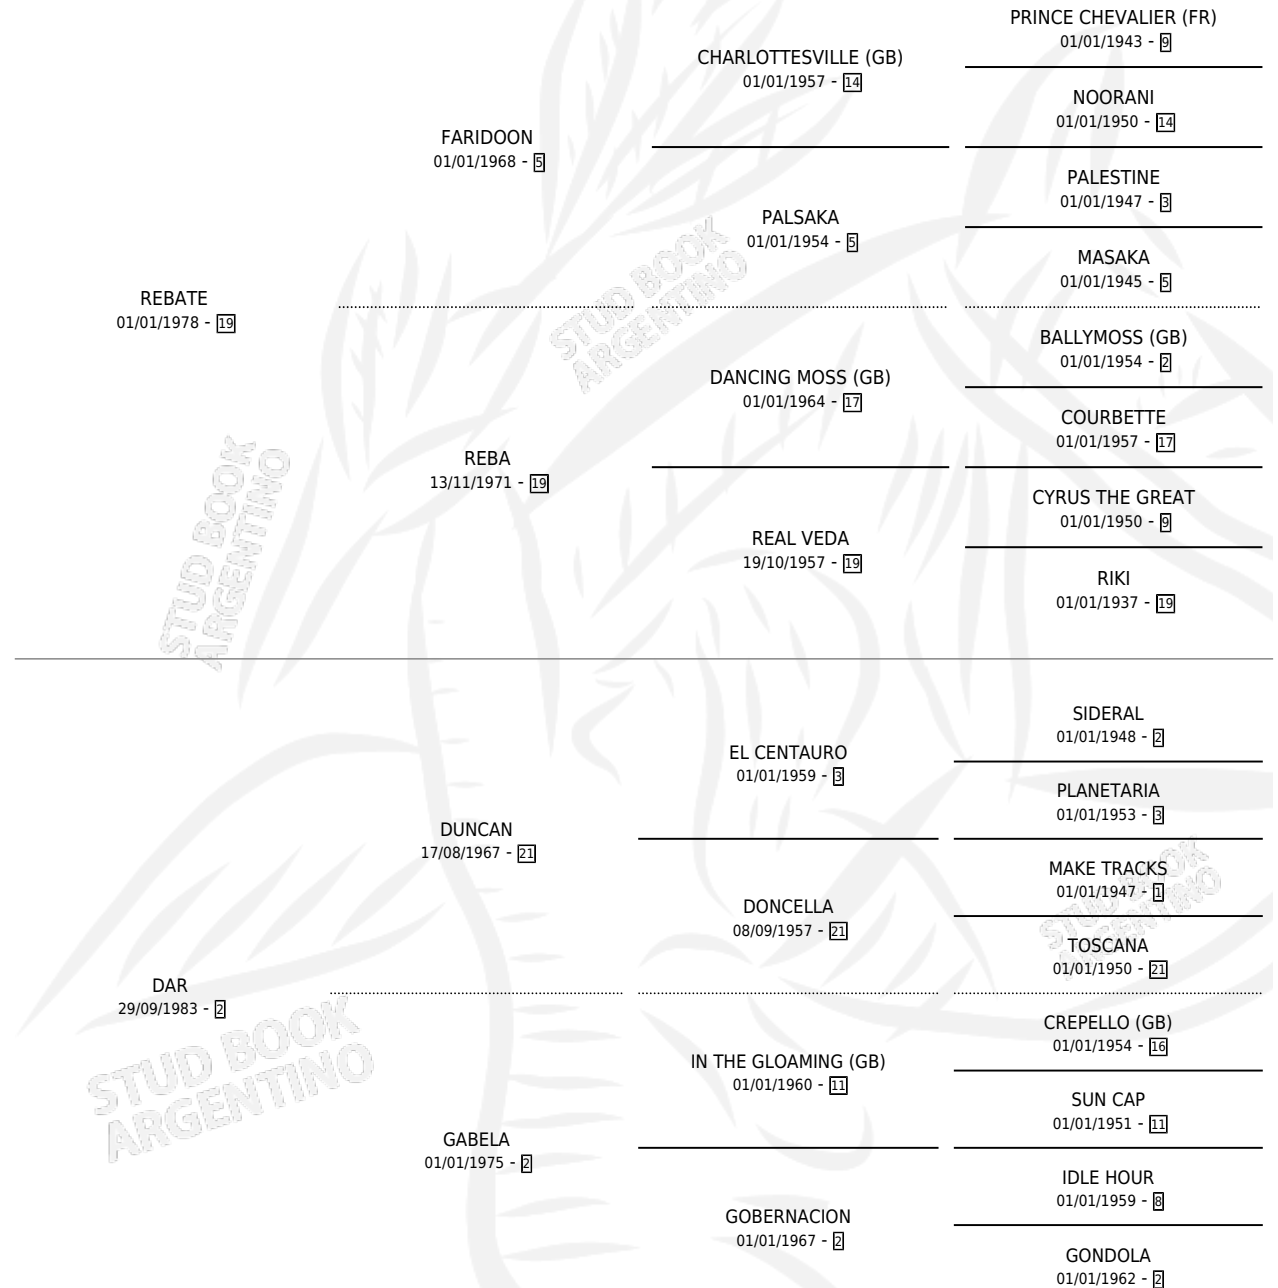 PRINCE CHEVALIER (FR)
01/01/1943 - 9
CHARLOTTESVILLE (GB)
01/01/1957 - 14
NOORANI
01/01/1950 - 14
FARIDOON
01/01/1968 - 5
PALESTINE
01/01/1947 - 3
PALSAKA
01/01/1954 - 5
MASAKA
01/01/1945 - 5
REBATE
01/01/1978 - 19
STUD BOOK
ARGENTINO
BALLYMOSS (GB)
01/01/1954 - 2
DANCING MOSS (GB)
01/01/1964 - 17
COURBETTE
01/01/1957 - 17
REBA
13/11/1971 - 19
CYRUS THE GREAT
01/01/1950 - 9
REAL VEDA
19/10/1957 - 19
RIKI
01/01/1937 - 19
STUD BOOK
ARGENTINO
SIDERAL
01/01/1948 - 2
EL CENTAURO
01/01/1959 - 3
PLANETARIA
01/01/1953 - 3
DUNCAN
17/08/1967 - 21
MAKE TRACKS
01/01/1947 - 1
DONCELLA
08/09/1957 - 21
STUD BOOK
ARGENTINO
TOSCANA
01/01/1950 - 21
DAR
29/09/1983 - 2
STUD BOOK
ARGENTINO
CREPELLO (GB)
01/01/1954 - 16
IN THE GLOAMING (GB)
01/01/1960 - 11
SUN CAP
01/01/1951 - 11
GABELA
01/01/1975 - 2
IDLE HOUR
01/01/1959 - 8
GOBERNACION
01/01/1967 - 2
GONDOLA
01/01/1962 - 2